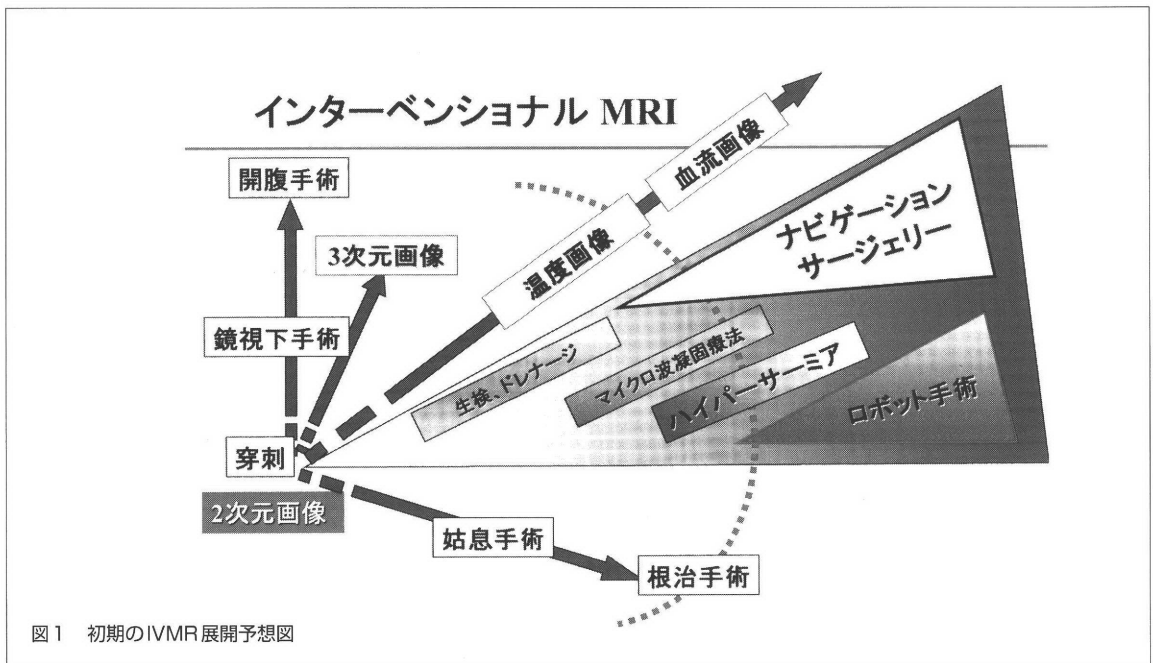 インターベンショナル MRI
開腹手術
3次元画像
鏡視下手術
穿刺
2次元画像
血流画像
温度画像
ナビゲーション
サージェリー
生検、ドレナージ
マイクロ波凝固療法
ハイパーサーミア
ロボット手術
姑息手術
根治手術
図1 初期のIVMR展開予想図